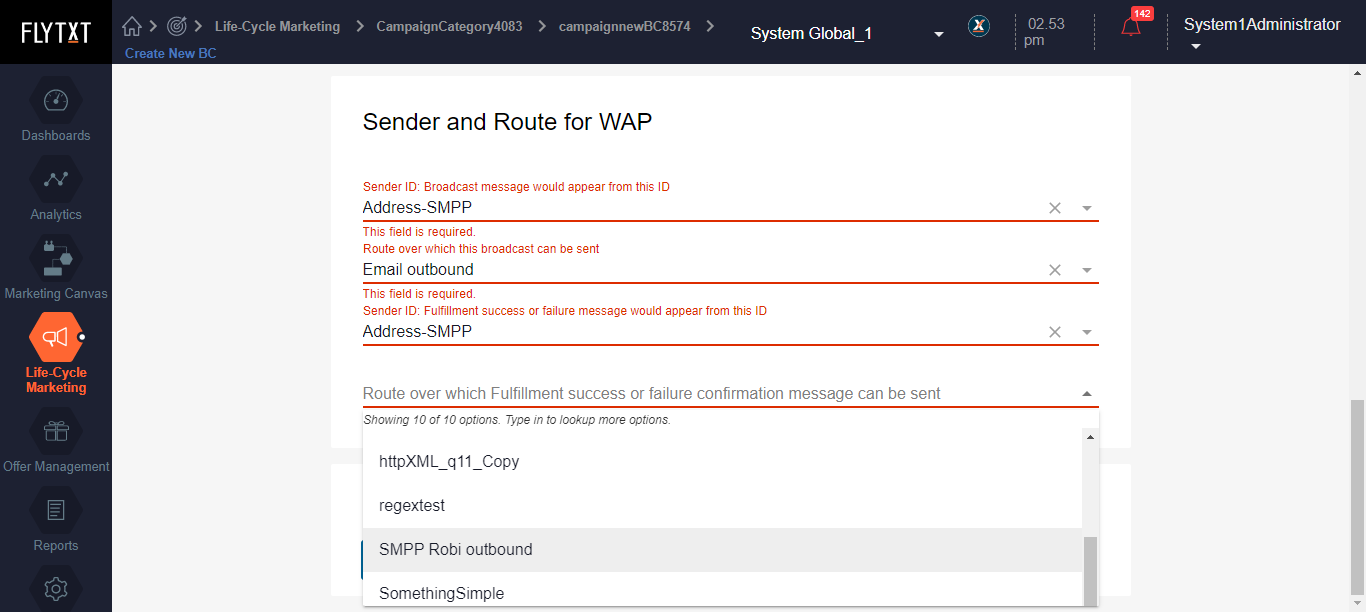 FLYTXT
Life-Cycle Marketing
CampaignCategory4083
campaignnewBC8574
Create New BC
System Global_1
X
02.53
pm
142
System1Administrator
Dashboards
Analytics
Marketing Canvas
Life-Cycle
Marketing
Offer Management
Reports
Sender and Route for WAP
Sender ID: Broadcast message would appear from this ID
Address-SMPP
This field is required.
Route over which this broadcast can be sent
Email outbound
This field is required.
Sender ID: Fulfillment success or failure message would appear from this ID
Address-SMPP
Route over which Fulfillment success or failure confirmation message can be sent
Showing 10 of 10 options. Type in to lookup more options.
httpXML_q11_Copy
regextest
SMPP Robi outbound
SomethingSimple